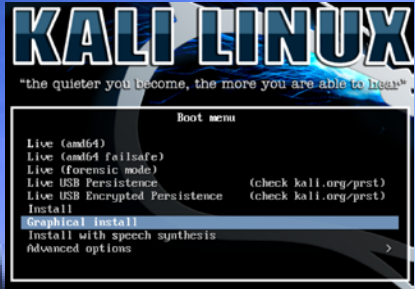 KALI LINUX
"the quieter you become, the more you are able to hear"
Boot menu
Live (amd64)
Live (amd64 failsafe)
Live (forensic mode)
Live USB Persistence (check kali.org/prst)
Live USB Encrypted Persistence (check kali.org/prst)
Install
Graphical install
Install with speech synthesis
Advanced options >